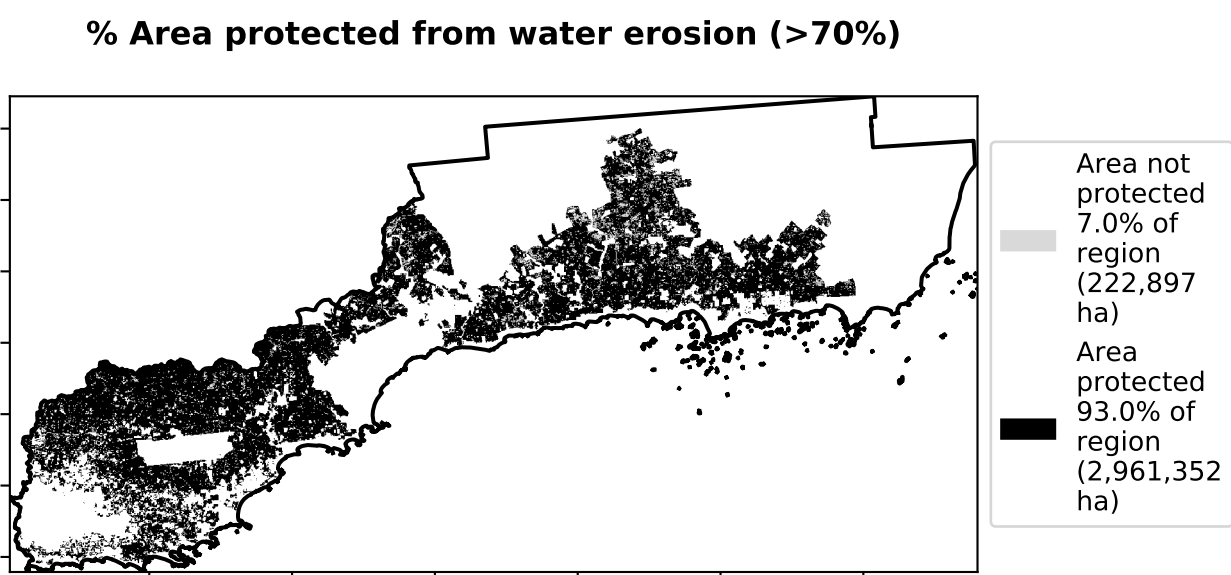 % Area protected from water erosion (>70%)
Area not
protected
7.0% of
region
(222,897
ha)
Area
protected
93.0% of
region
(2,961,352
ha)